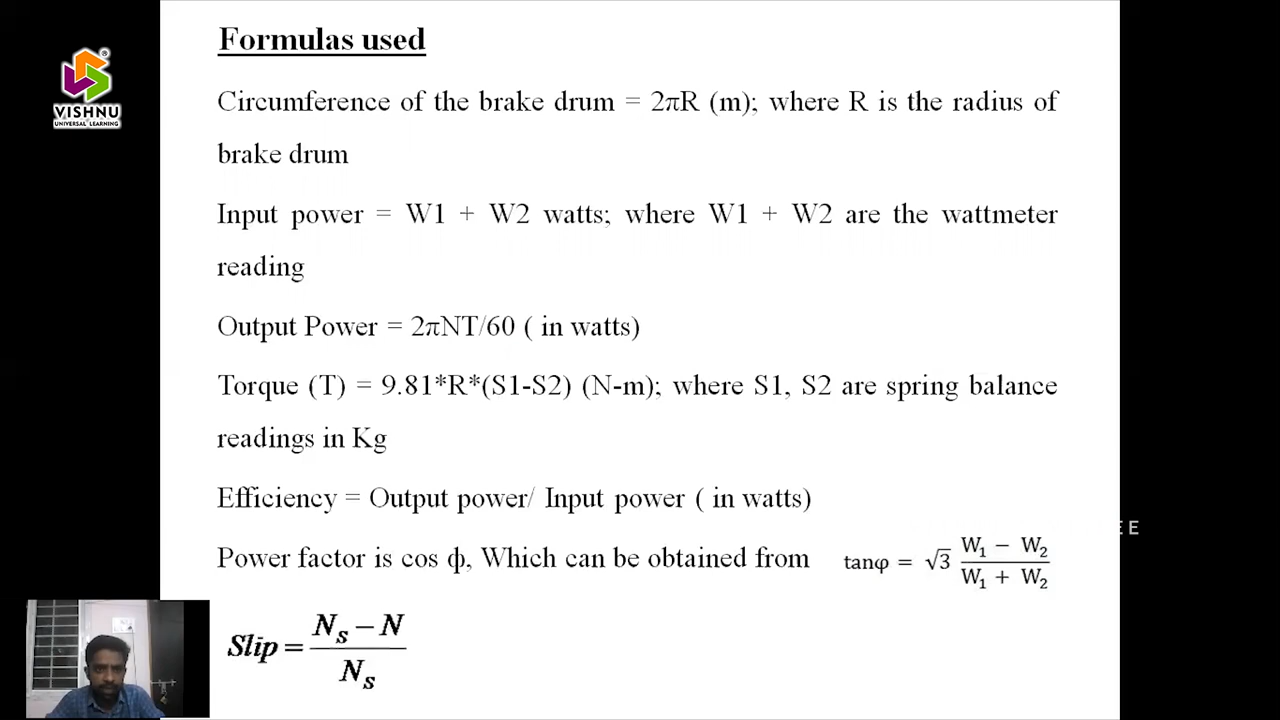 Formulas used
Circumference of the brake drum = 2πR (m); where R is the radius of
brake drum
Input power = W1 + W2 watts; where W1 + W2 are the wattmeter
reading
Output Power = 2πNT/60 ( in watts)
Torque (T) = 9.81*R*(S1-S2) (N-m); where S1, S2 are spring balance
readings in Kg
Efficiency = Output power/ Input power ( in watts)
Power factor is cos ф, Which can be obtained from tanφ = √3 (W₁ − W₂)/(W₁ + W₂)
Slip = (Nₛ − N)/Nₛ
VISHNU
UNIVERSAL LEARNING
E E